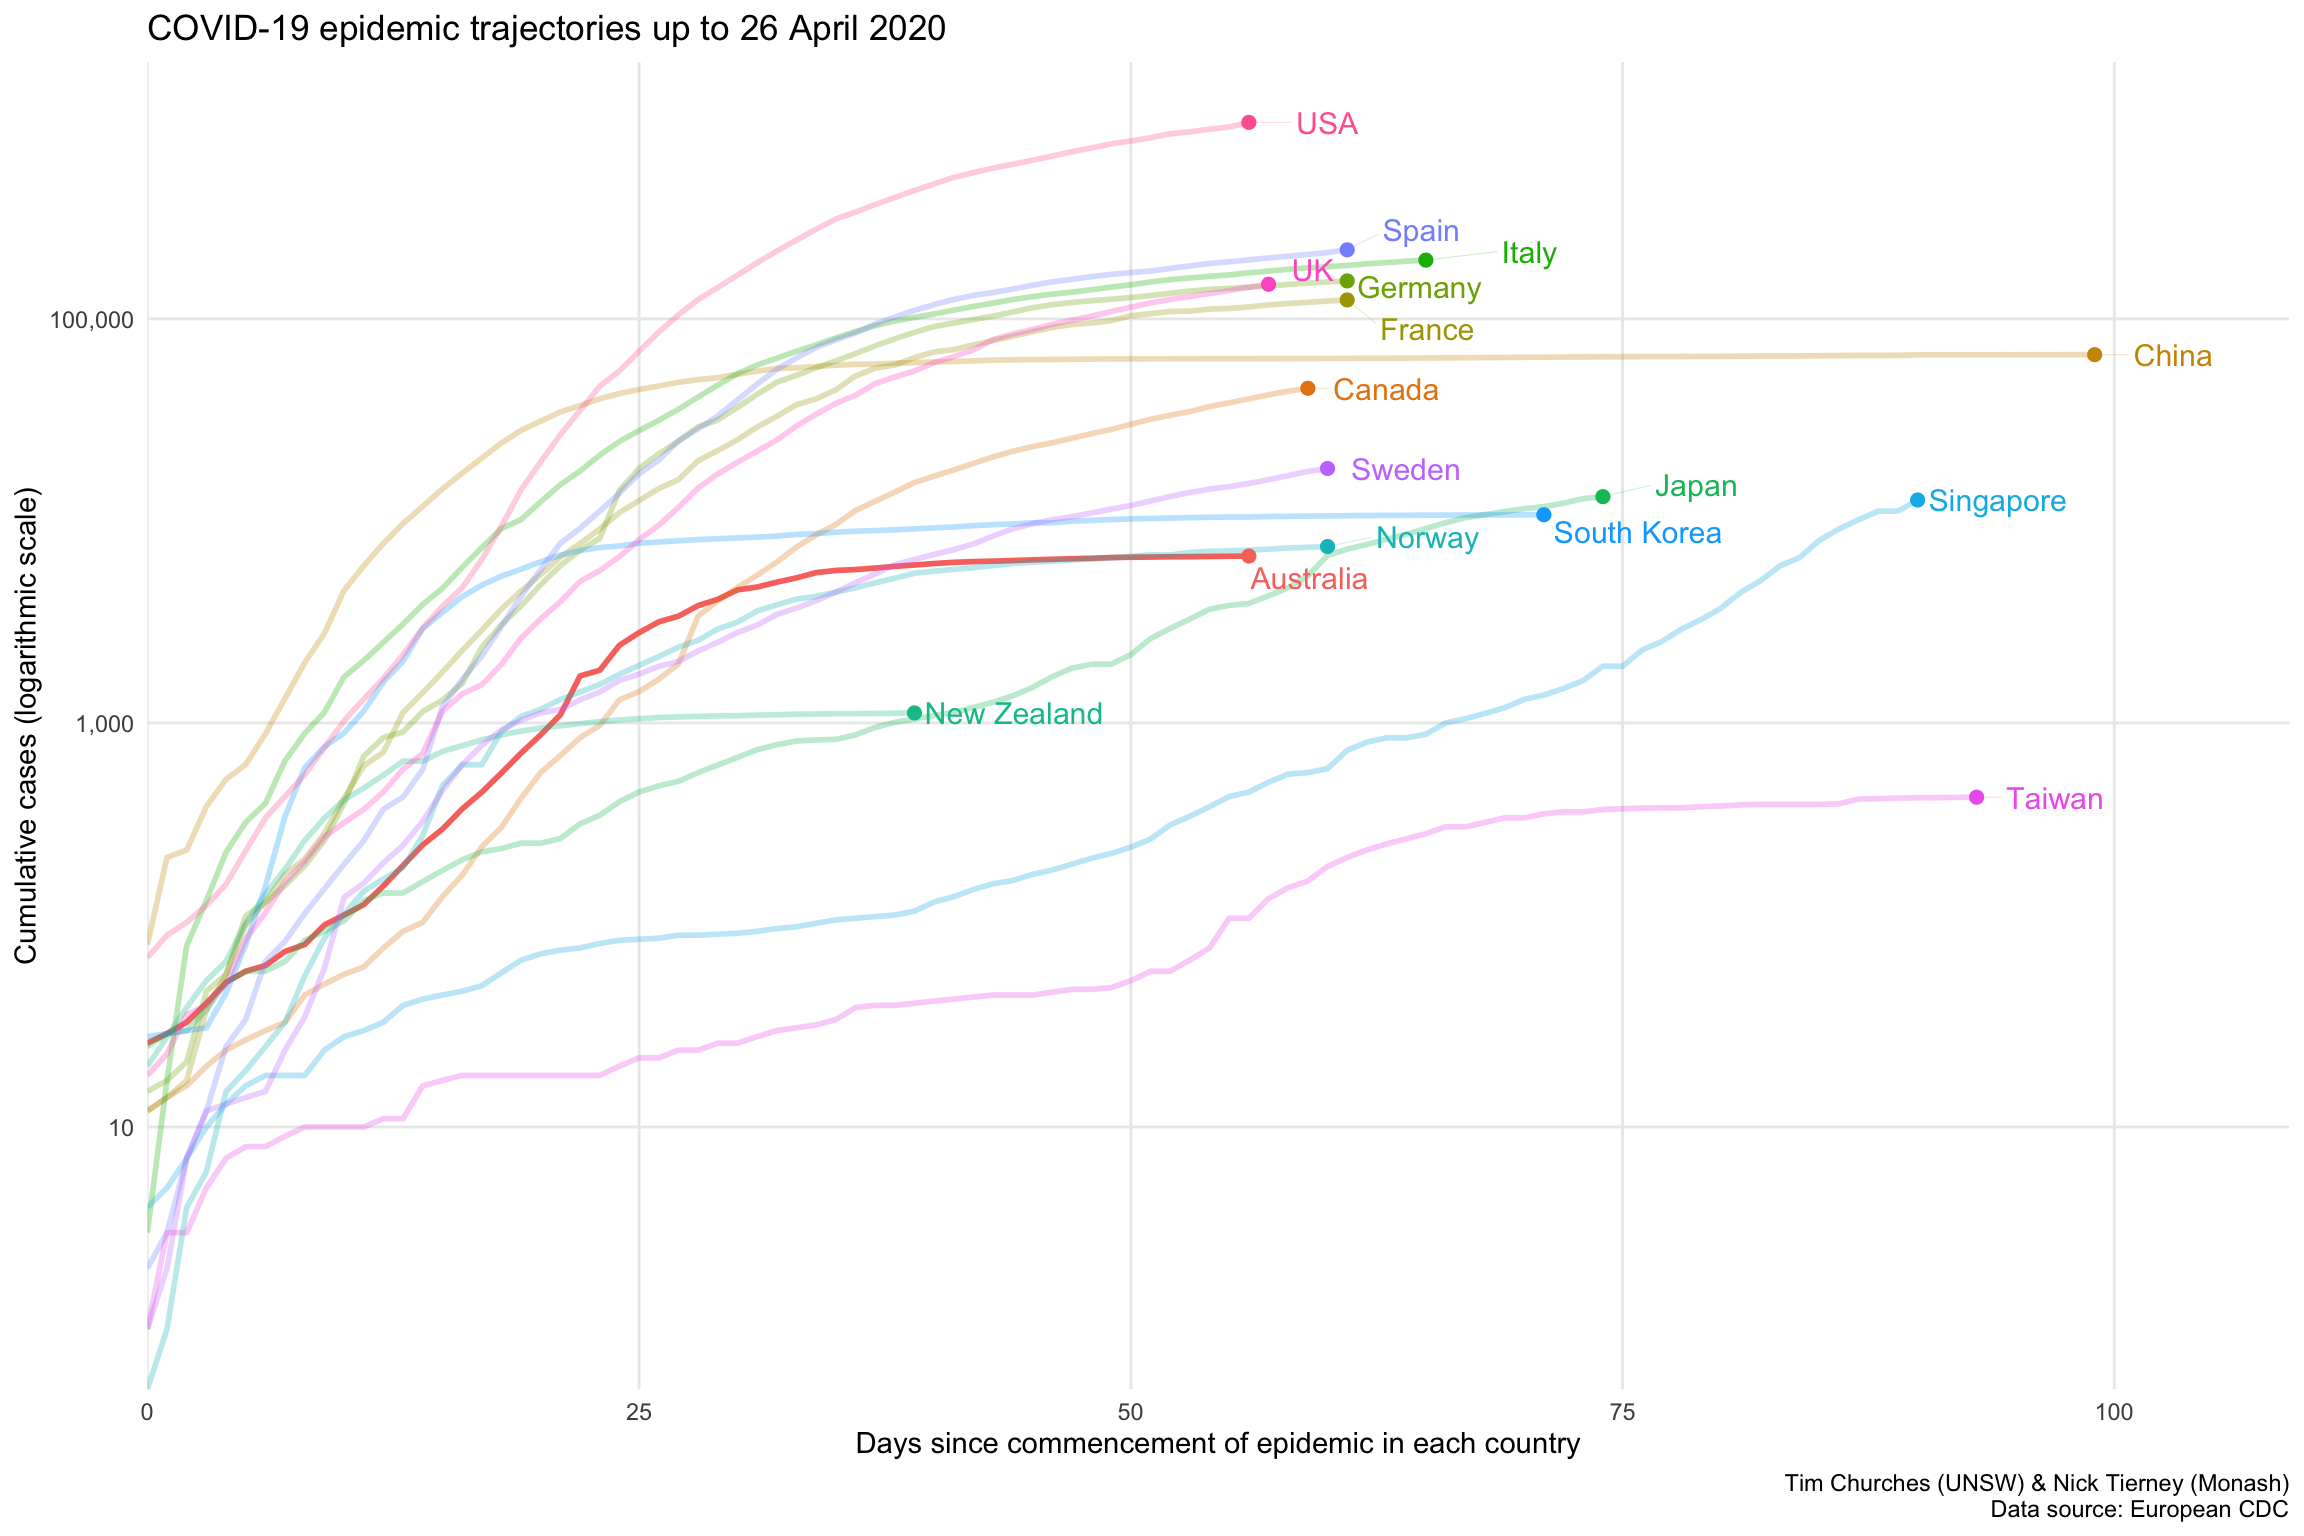 COVID-19 epidemic trajectories up to 26 April 2020
USA
Spain
Italy
UK
Germany
100,000
France
China
Canada
Sweden
Japan
Singapore
South Korea
Norway
Australia
New Zealand
1,000
Taiwan
Cumulative cases (logarithmic scale)
10
0 25 50 75 100
Days since commencement of epidemic in each country
Tim Churches (UNSW) & Nick Tierney (Monash)
Data source: European CDC